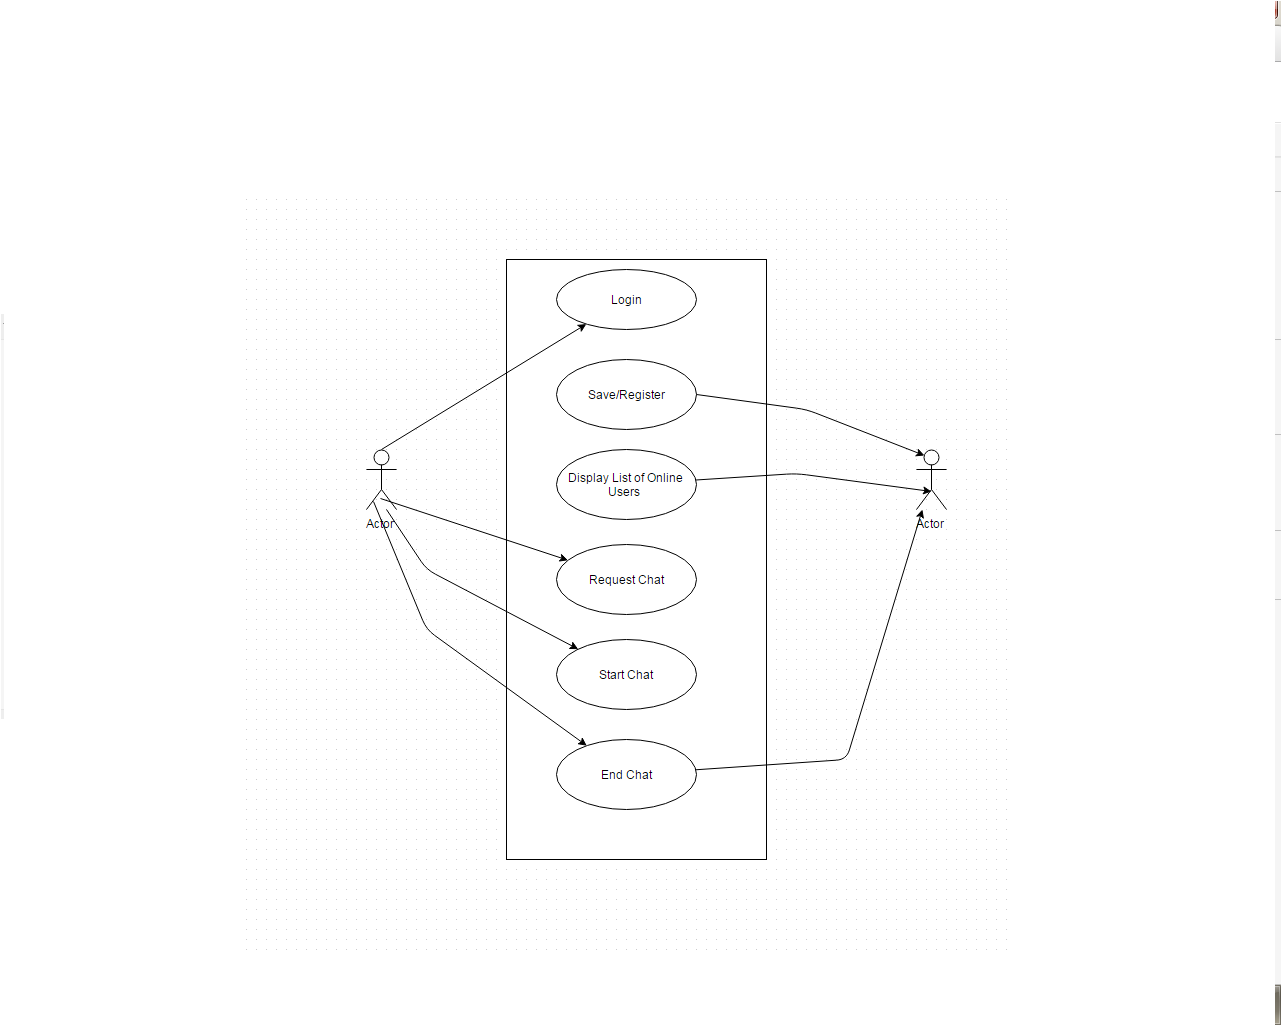 Login
Save/Register
Display List of Online
Users
Actor
Actor
Request Chat
Start Chat
End Chat